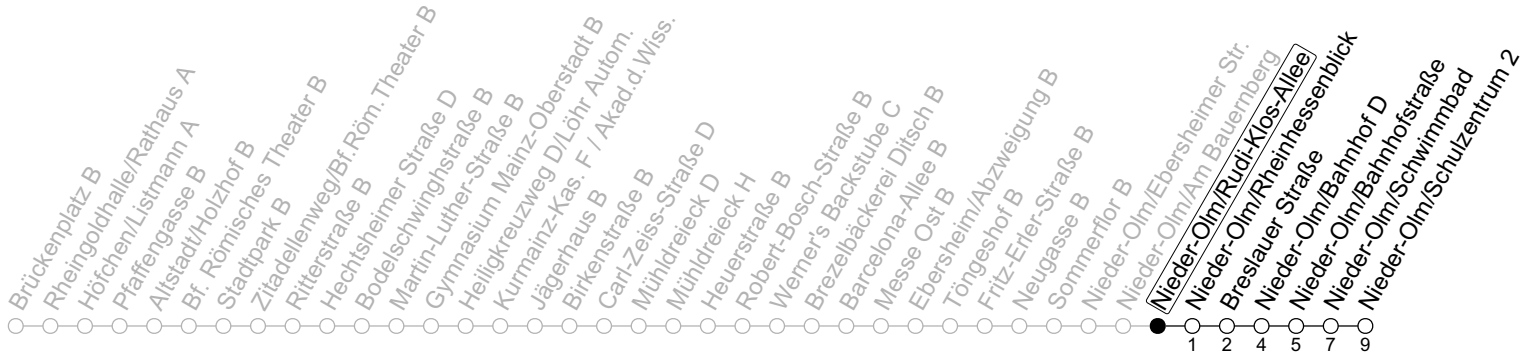 Brückenplatz B
Rheingoldhalle/Rathaus A
Höfchen/Listmann A
Pfaffengasse B
Altstadt/Holzhof B
Bf. Römisches Theater B
Stadtpark B
Zitadellenweg/Bf.Röm.Theater B
Ritterstraße B
Hechtsheimer Straße D
Bodelschwinghstraße B
Martin-Luther-Straße B
Gymnasium Mainz-Oberstadt B
Heiligkreuzweg D/Löhr Autom.
Kurmainz-Kas. F / Akad.d.Wiss.
Jägerhaus B
Birkenstraße B
Carl-Zeiss-Straße D
Mühldreieck D
Mühldreieck H
Heuerstraße B
Robert-Bosch-Straße B
Werner's Backstube C
Brezelbäckerei Ditsch B
Barcelona-Allee B
Messe Ost B
Ebersheim/Abzweigung B
Töngeshof B
Fritz-Erler-Straße B
Neugasse B
Sommerflor B
Nieder-Olm/Ebersheimer Str.
Nieder-Olm/Am Bauernberg
Nieder-Olm/Rudi-Klos-Allee
Nieder-Olm/Rheinhessenblick
Breslauer Straße
Nieder-Olm/Bahnhof D
Nieder-Olm/Bahnhofstraße
Nieder-Olm/Schwimmbad
Nieder-Olm/Schulzentrum 2
1 2 4 5 7 9